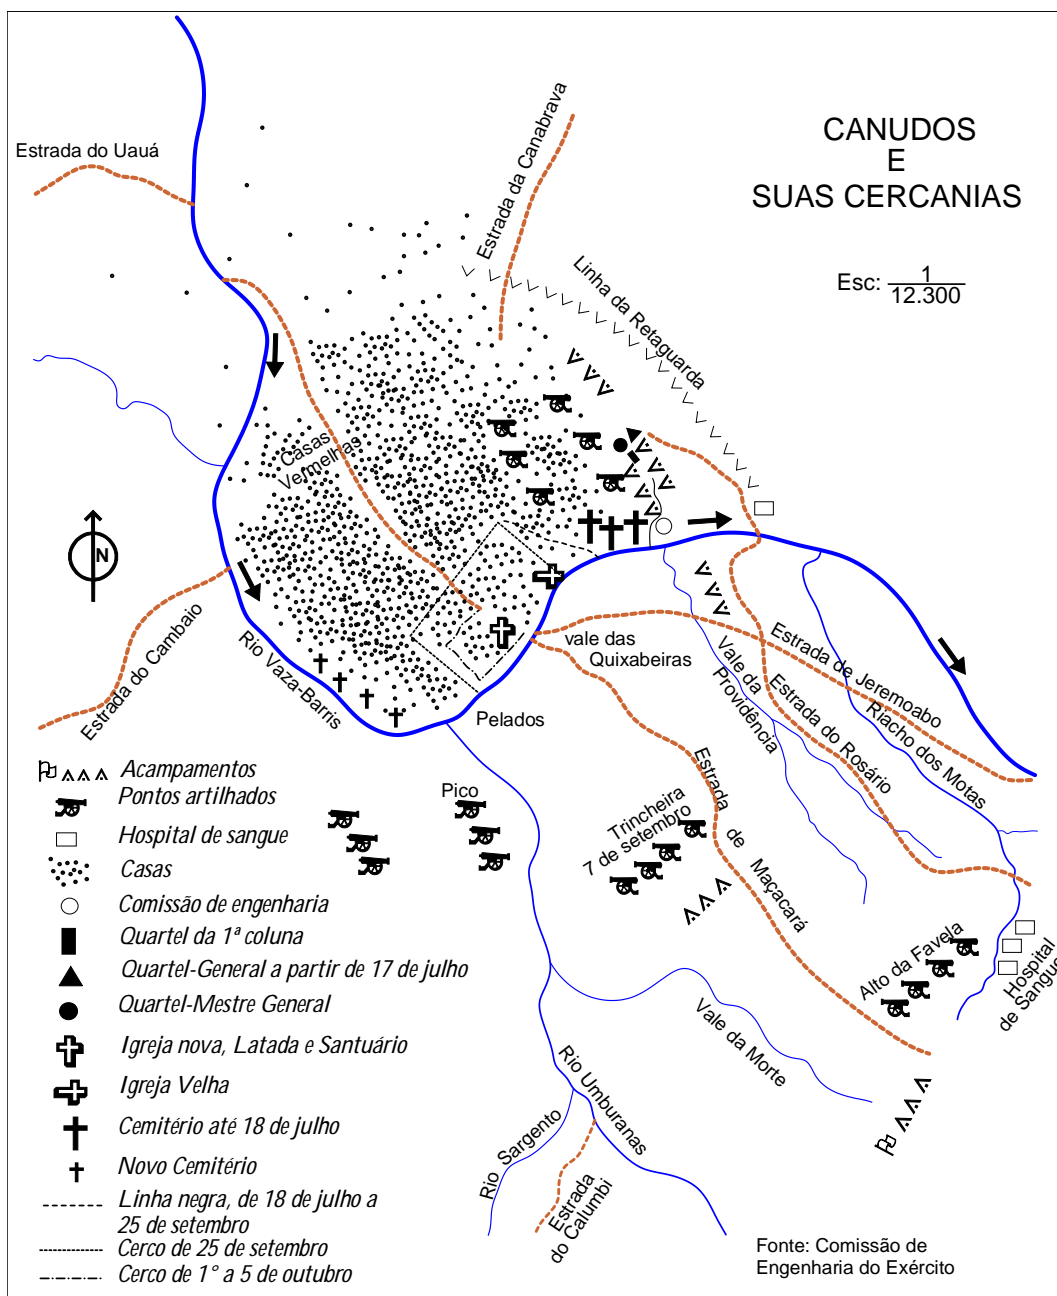 CANUDOS
E
SUAS CERCANIAS
Esc: 1
12.300
Estrada do Uauá
Estrada da Canabrava
Linha da Retaguarda
Casas
Vermelhas
N
Estrada do Cambaio
Rio Vaza-Barris
vale das
Quixabeiras
Vale da
Providência
Estrada de Jeremoabo
Estrada do Rosário
Riacho dos Motas
Pelados
Pico
Trincheira
7 de setembro
Estrada
de
Maçacará
Alto da Favela
Hospital
de Sangue
Vale da Morte
Rio Umburanas
Rio Sargento
Estrada
do Calumbi
Acampamentos
Pontos artilhados
Hospital de sangue
Casas
Comissão de engenharia
Quartel da 1ª coluna
Quartel-General a partir de 17 de julho
Quartel-Mestre General
Igreja nova, Latada e Santuário
Igreja Velha
Cemitério até 18 de julho
Novo Cemitério
Linha negra, de 18 de julho a
25 de setembro
Cerco de 25 de setembro
Cerco de 1° a 5 de outubro
Fonte: Comissão de
Engenharia do Exército